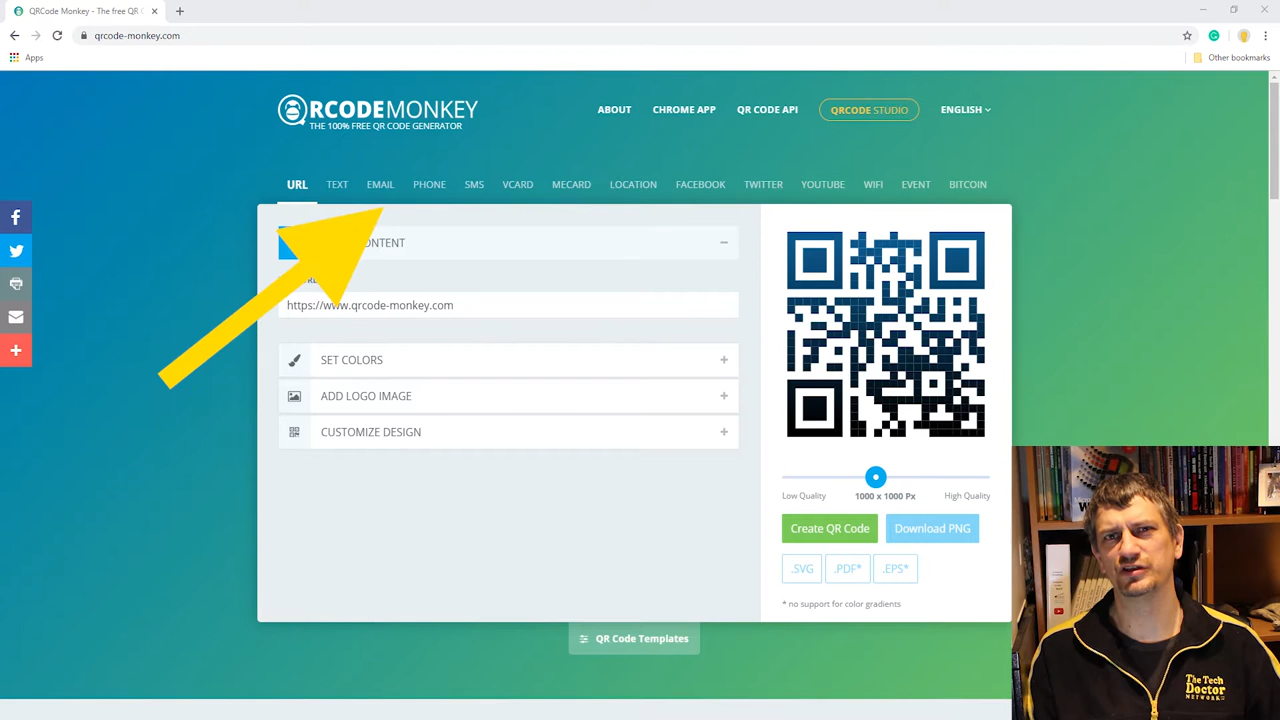 QRCode Monkey - The free QR C
qrcode-monkey.com
Apps
Other bookmarks
QRCODEMONKEY
THE 100% FREE QR CODE GENERATOR
ABOUT CHROME APP QR CODE API QRCODE STUDIO ENGLISH
URL TEXT EMAIL PHONE SMS VCARD MECARD LOCATION FACEBOOK TWITTER YOUTUBE WIFI EVENT BITCOIN
ONTENT
https://www.qrcode-monkey.com
SET COLORS
ADD LOGO IMAGE
CUSTOMIZE DESIGN
Low Quality 1000 x 1000 Px High Quality
Create QR Code Download PNG
.SVG .PDF* .EPS*
* no support for color gradients
QR Code Templates
The Tech
Doctor
NETWORK